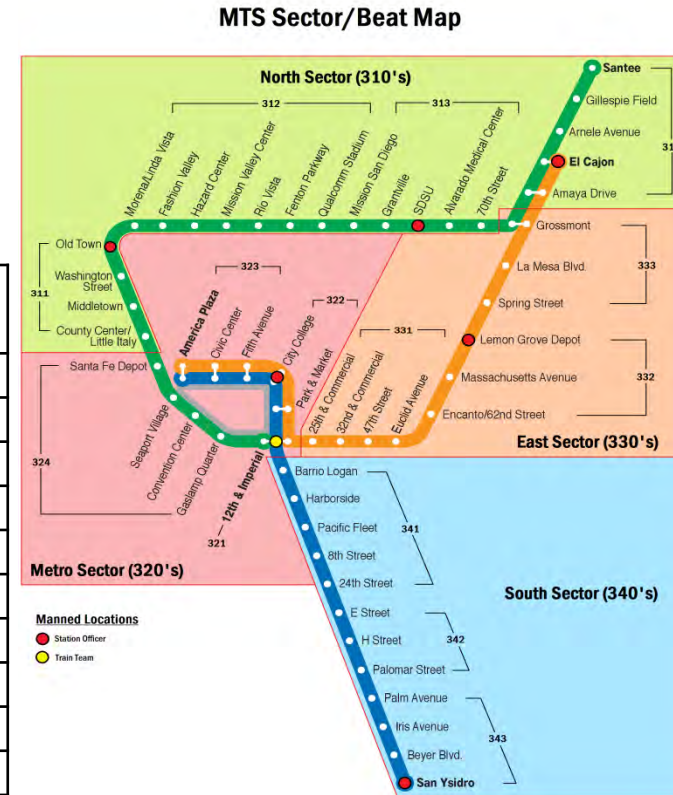 MTS Sector/Beat Map
North Sector (310's)
312
313
Santee
Gillespie Field
Arnele Avenue
El Cajon
Amaya Drive
Morena/Linda Vista
Fashion Valley
Hazard Center
Mission Valley Center
Rio Vista
Fenton Parkway
Qualcomm Stadium
Mission San Diego
Grantville
SDSU
Alvarado Medical Center
70th Street
Grossmont
Old Town
Washington
Street
Middletown
County Center/
Little Italy
311
323
322
America Plaza
Civic Center
Fifth Avenue
City College
Park & Market
331
25th & Commercial
32nd & Commercial
47th Street
Euclid Avenue
La Mesa Blvd.
Spring Street
333
Lemon Grove Depot
Massachusetts Avenue
Encanto/62nd Street
332
East Sector (330's)
Santa Fe Depot
Seaport Village
Convention Center
Gaslamp Quarter
12th & Imperial
324
321
Metro Sector (320's)
Barrio Logan
Harborside
Pacific Fleet
8th Street
24th Street
341
E Street
H Street
Palomar Street
342
Palm Avenue
Iris Avenue
Beyer Blvd.
San Ysidro
343
South Sector (340's)
Manned Locations
Station Officer
Train Team